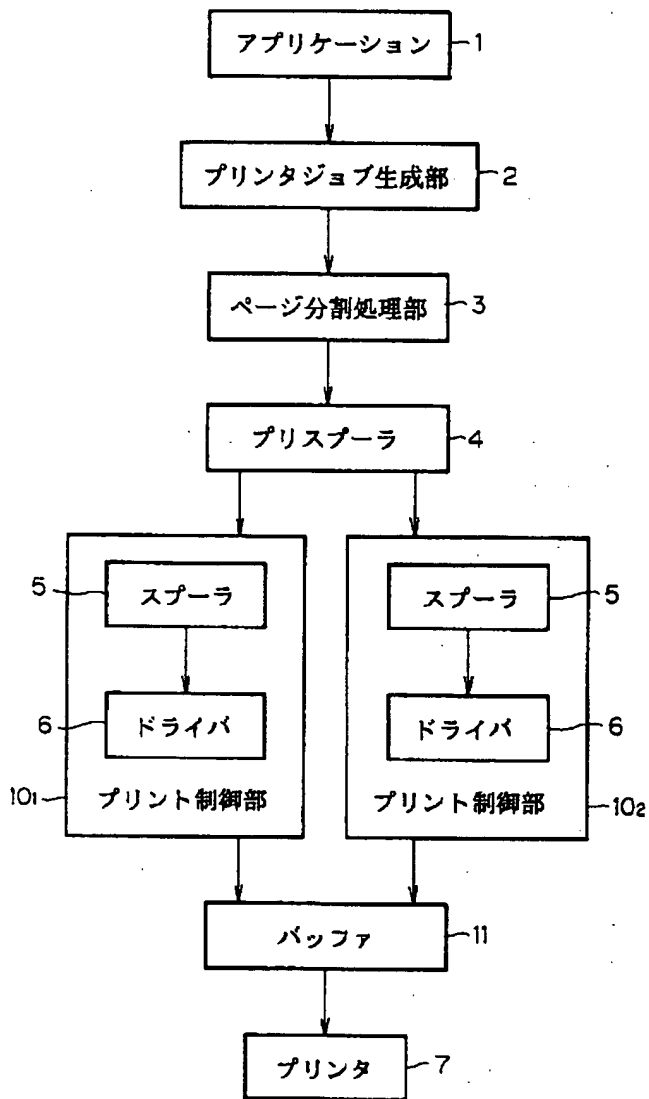 アプリケーション 1
プリンタジョブ生成部 2
ページ分割処理部 3
プリスプーラ 4
5 スプーラ スプーラ 5
6 ドライバ ドライバ 6
10₁ プリント制御部 プリント制御部 10₂
バッファ 11
プリンタ 7